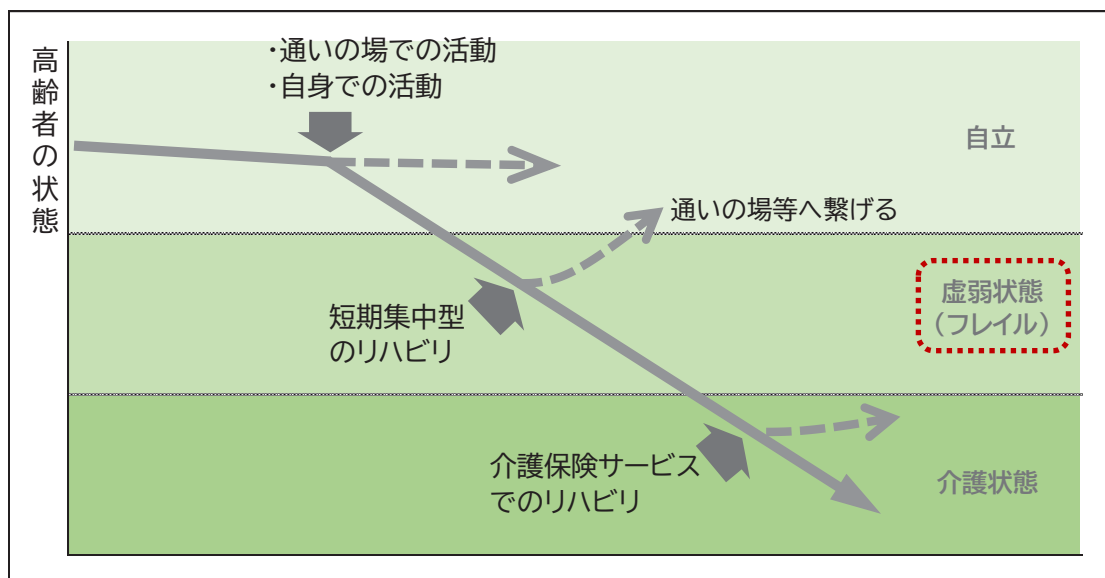 高齢者の状態
・通いの場での活動
・自身での活動
自立
通いの場等へ繋げる
虚弱状態
（フレイル）
短期集中型
のリハビリ
介護保険サービス
でのリハビリ
介護状態